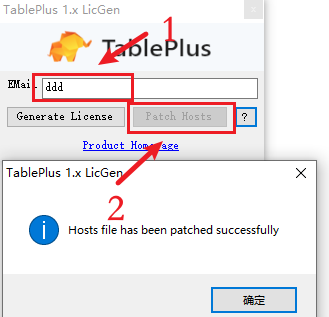 TablePlus 1.x LicGen
x
TablePlus
1
EMail
ddd
Generate License
Patch Hosts
?
Product Homepage
2
TablePlus 1.x LicGen
Hosts file has been patched successfully
确定